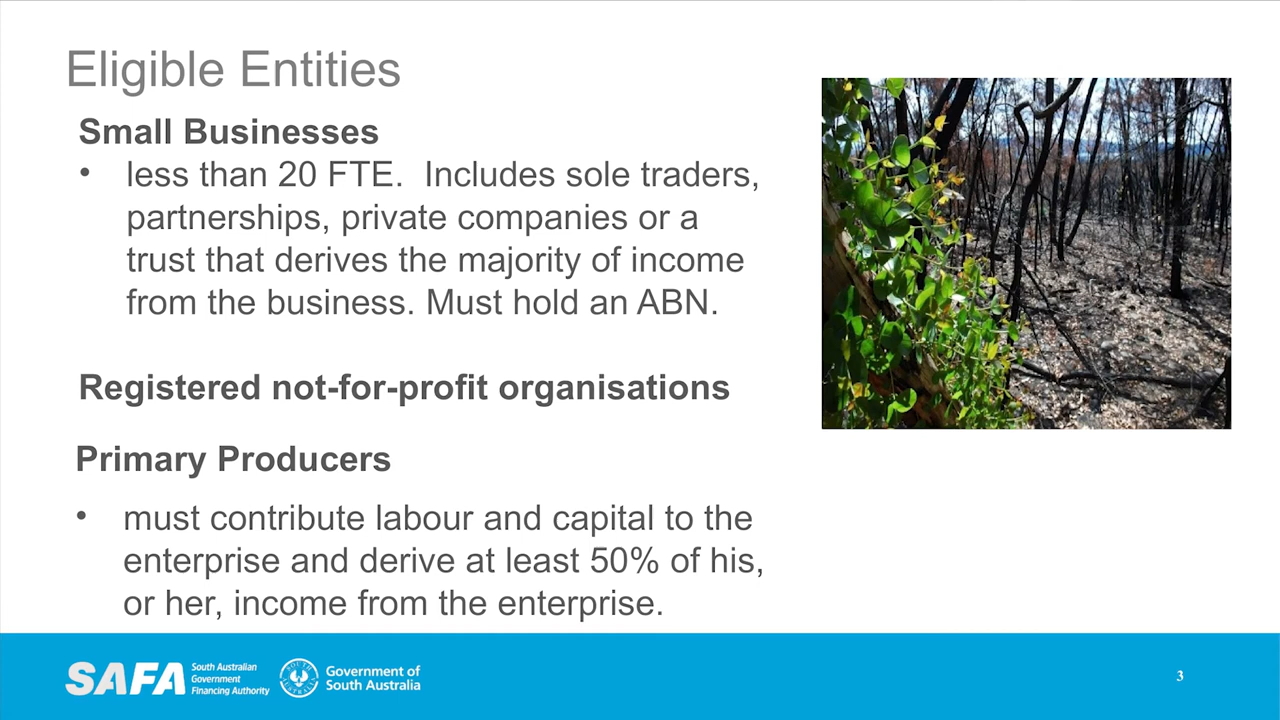 Eligible Entities
Small Businesses
• less than 20 FTE.  Includes sole traders,
partnerships, private companies or a
trust that derives the majority of income
from the business. Must hold an ABN.
Registered not-for-profit organisations
Primary Producers
• must contribute labour and capital to the
enterprise and derive at least 50% of his,
or her, income from the enterprise.
SAFA
South Australian
Government
Financing Authority
SOUTH
AUSTRALIA
Government of
South Australia
3